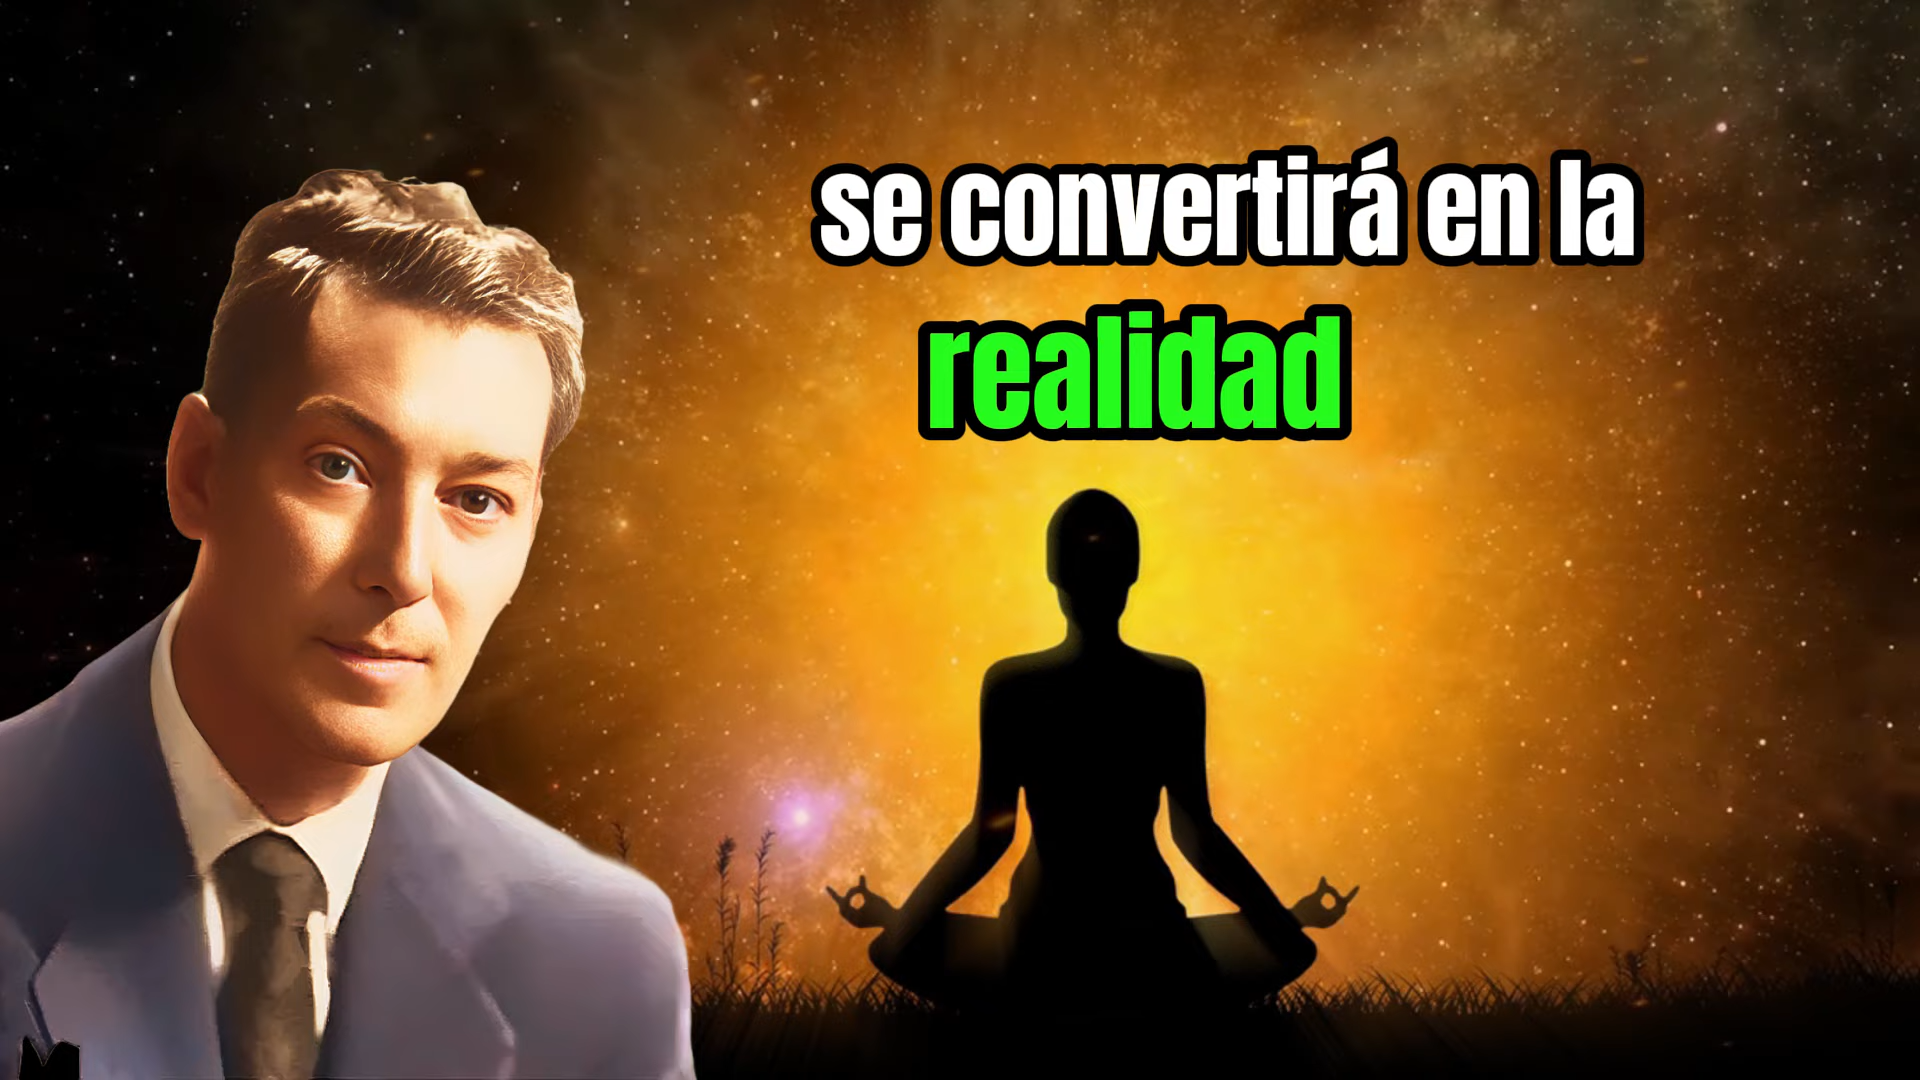 se convertirá en la
realidad